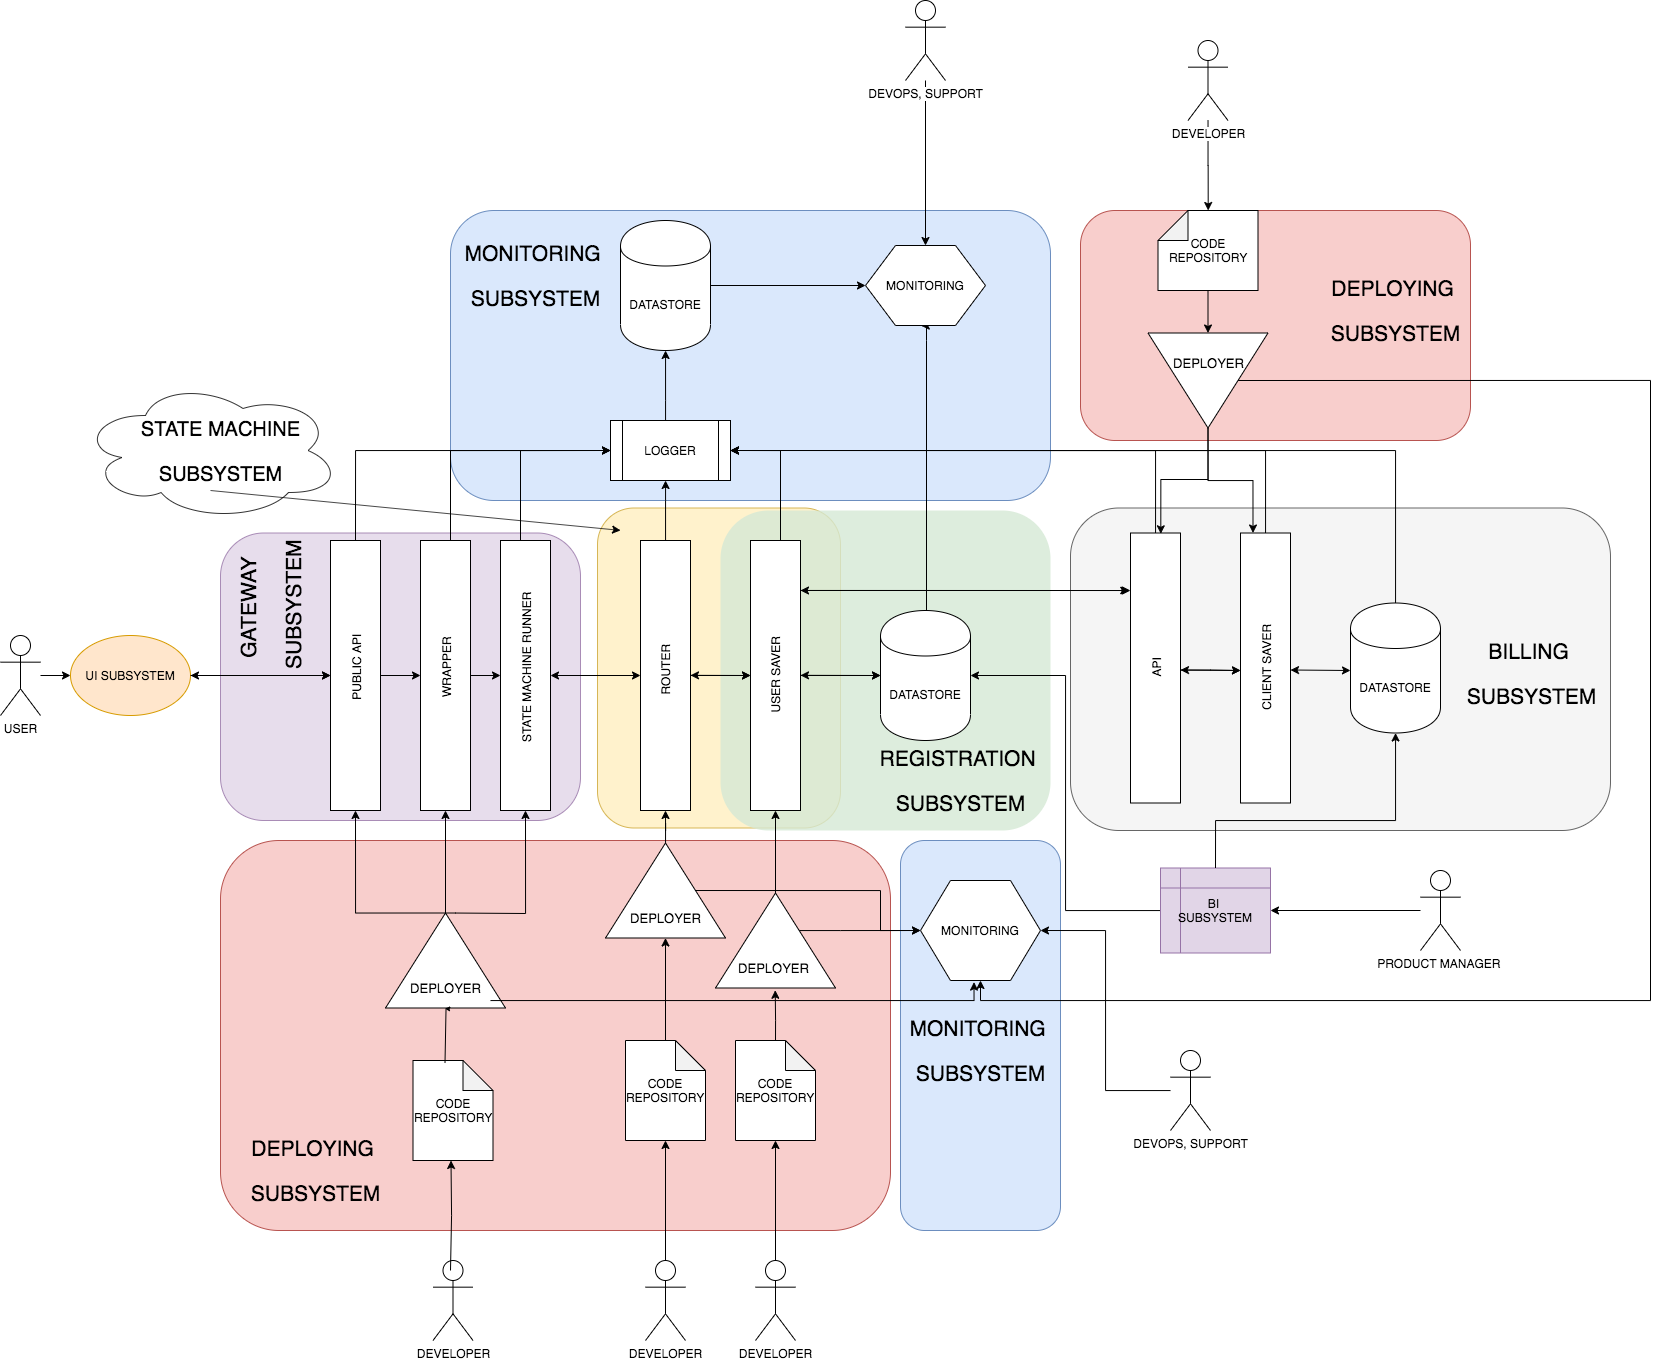 DEVOPS, SUPPORT
DEVELOPER
MONITORING
SUBSYSTEM
DATASTORE
MONITORING
CODE
REPOSITORY
DEPLOYING
SUBSYSTEM
DEPLOYER
STATE MACHINE
SUBSYSTEM
LOGGER
GATEWAY
SUBSYSTEM
PUBLIC API
WRAPPER
STATE MACHINE RUNNER
ROUTER
USER SAVER
DATASTORE
REGISTRATION
SUBSYSTEM
API
CLIENT SAVER
DATASTORE
BILLING
SUBSYSTEM
UI SUBSYSTEM
USER
DEPLOYER
DEPLOYER
DEPLOYER
MONITORING
MONITORING
SUBSYSTEM
BI
SUBSYSTEM
PRODUCT MANAGER
CODE
REPOSITORY
CODE
REPOSITORY
CODE
REPOSITORY
DEPLOYING
SUBSYSTEM
DEVOPS, SUPPORT
DEVELOPER
DEVELOPER
DEVELOPER